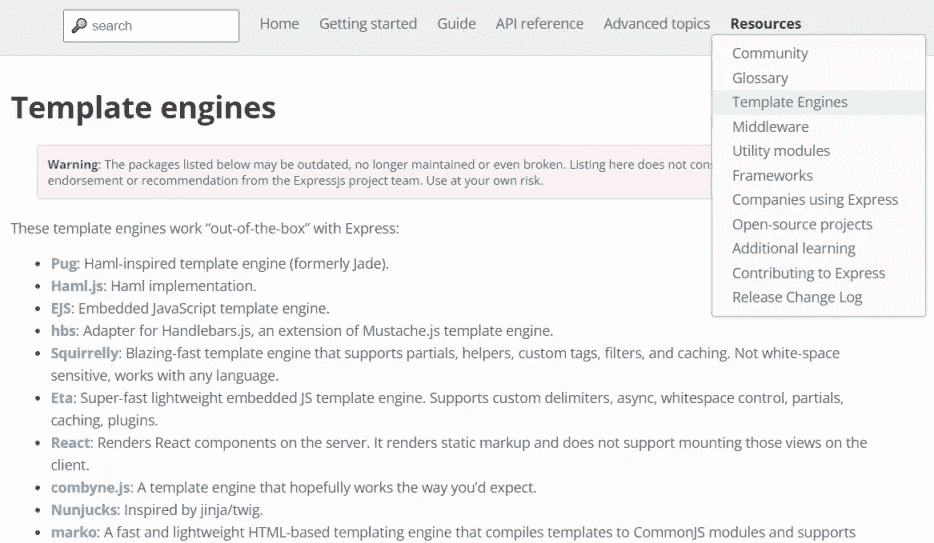 search
Home
Getting started
Guide
API reference
Advanced topics
Resources
Community
Glossary
Template Engines
Middleware
Utility modules
Frameworks
Companies using Express
Open-source projects
Additional learning
Contributing to Express
Release Change Log
Template engines
Warning: The packages listed below may be outdated, no longer maintained or even broken. Listing here does not
endorsement or recommendation from the Expressjs project team. Use at your own risk.
These template engines work “out-of-the-box” with Express:
• Pug: Haml-inspired template engine (formerly Jade).
• Haml.js: Haml implementation.
• EJS: Embedded JavaScript template engine.
• hbs: Adapter for Handlebars.js, an extension of Mustache.js template engine.
• Squirrelly: Blazing-fast template engine that supports partials, helpers, custom tags, filters, and caching. Not white-space
sensitive, works with any language.
• Eta: Super-fast lightweight embedded JS template engine. Supports custom delimiters, async, whitespace control, partials,
caching, plugins.
• React: Renders React components on the server. It renders static markup and does not support mounting those views on the
client.
• combyne.js: A template engine that hopefully works the way you’d expect.
• Nunjucks: Inspired by jinja/twig.
• marko: A fast and lightweight HTML-based templating engine that compiles templates to CommonJS modules and supports